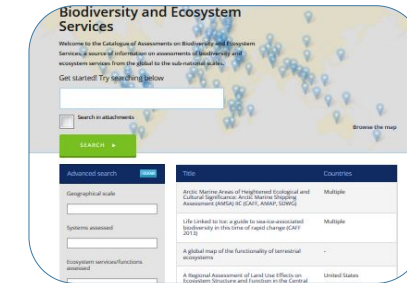 Biodiversity and Ecosystem
Services
Welcome to the Catalogue of Assessments on Biodiversity and Ecosystem
Services, a source of information on assessments of biodiversity and
ecosystem services from the global to the sub-national scales.
Get started! Try searching below
Search in attachments
Browse the map
SEARCH
Advanced search
Title
Countries
Geographical scale
Arctic Marine Areas of Heightened Ecological and
Cultural Significance: Arctic Marine Shipping
Assessment (AMSA) IIC (CAFF, AMAP, SDWG)
Multiple
Systems assessed
Life Linked to Ice: a guide to sea-ice-associated
biodiversity in this time of rapid change (CAFF
2013)
Multiple
A global map of the functionality of terrestrial
ecosystems
-
Ecosystem services/functions
assessed
A Regional Assessment of Land Use Effects on
Ecosystem Structure and Function in the Central
United States